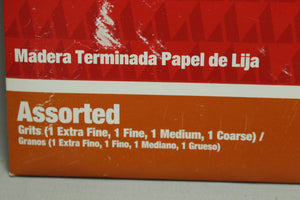 Madera Terminada Papel de Lija
Assorted
Grits (1 Extra Fine, 1 Fine, 1 Medium, 1 Coarse) /
Granos (1 Extra Fino, 1 Fino, 1 Mediano, 1 Grueso)